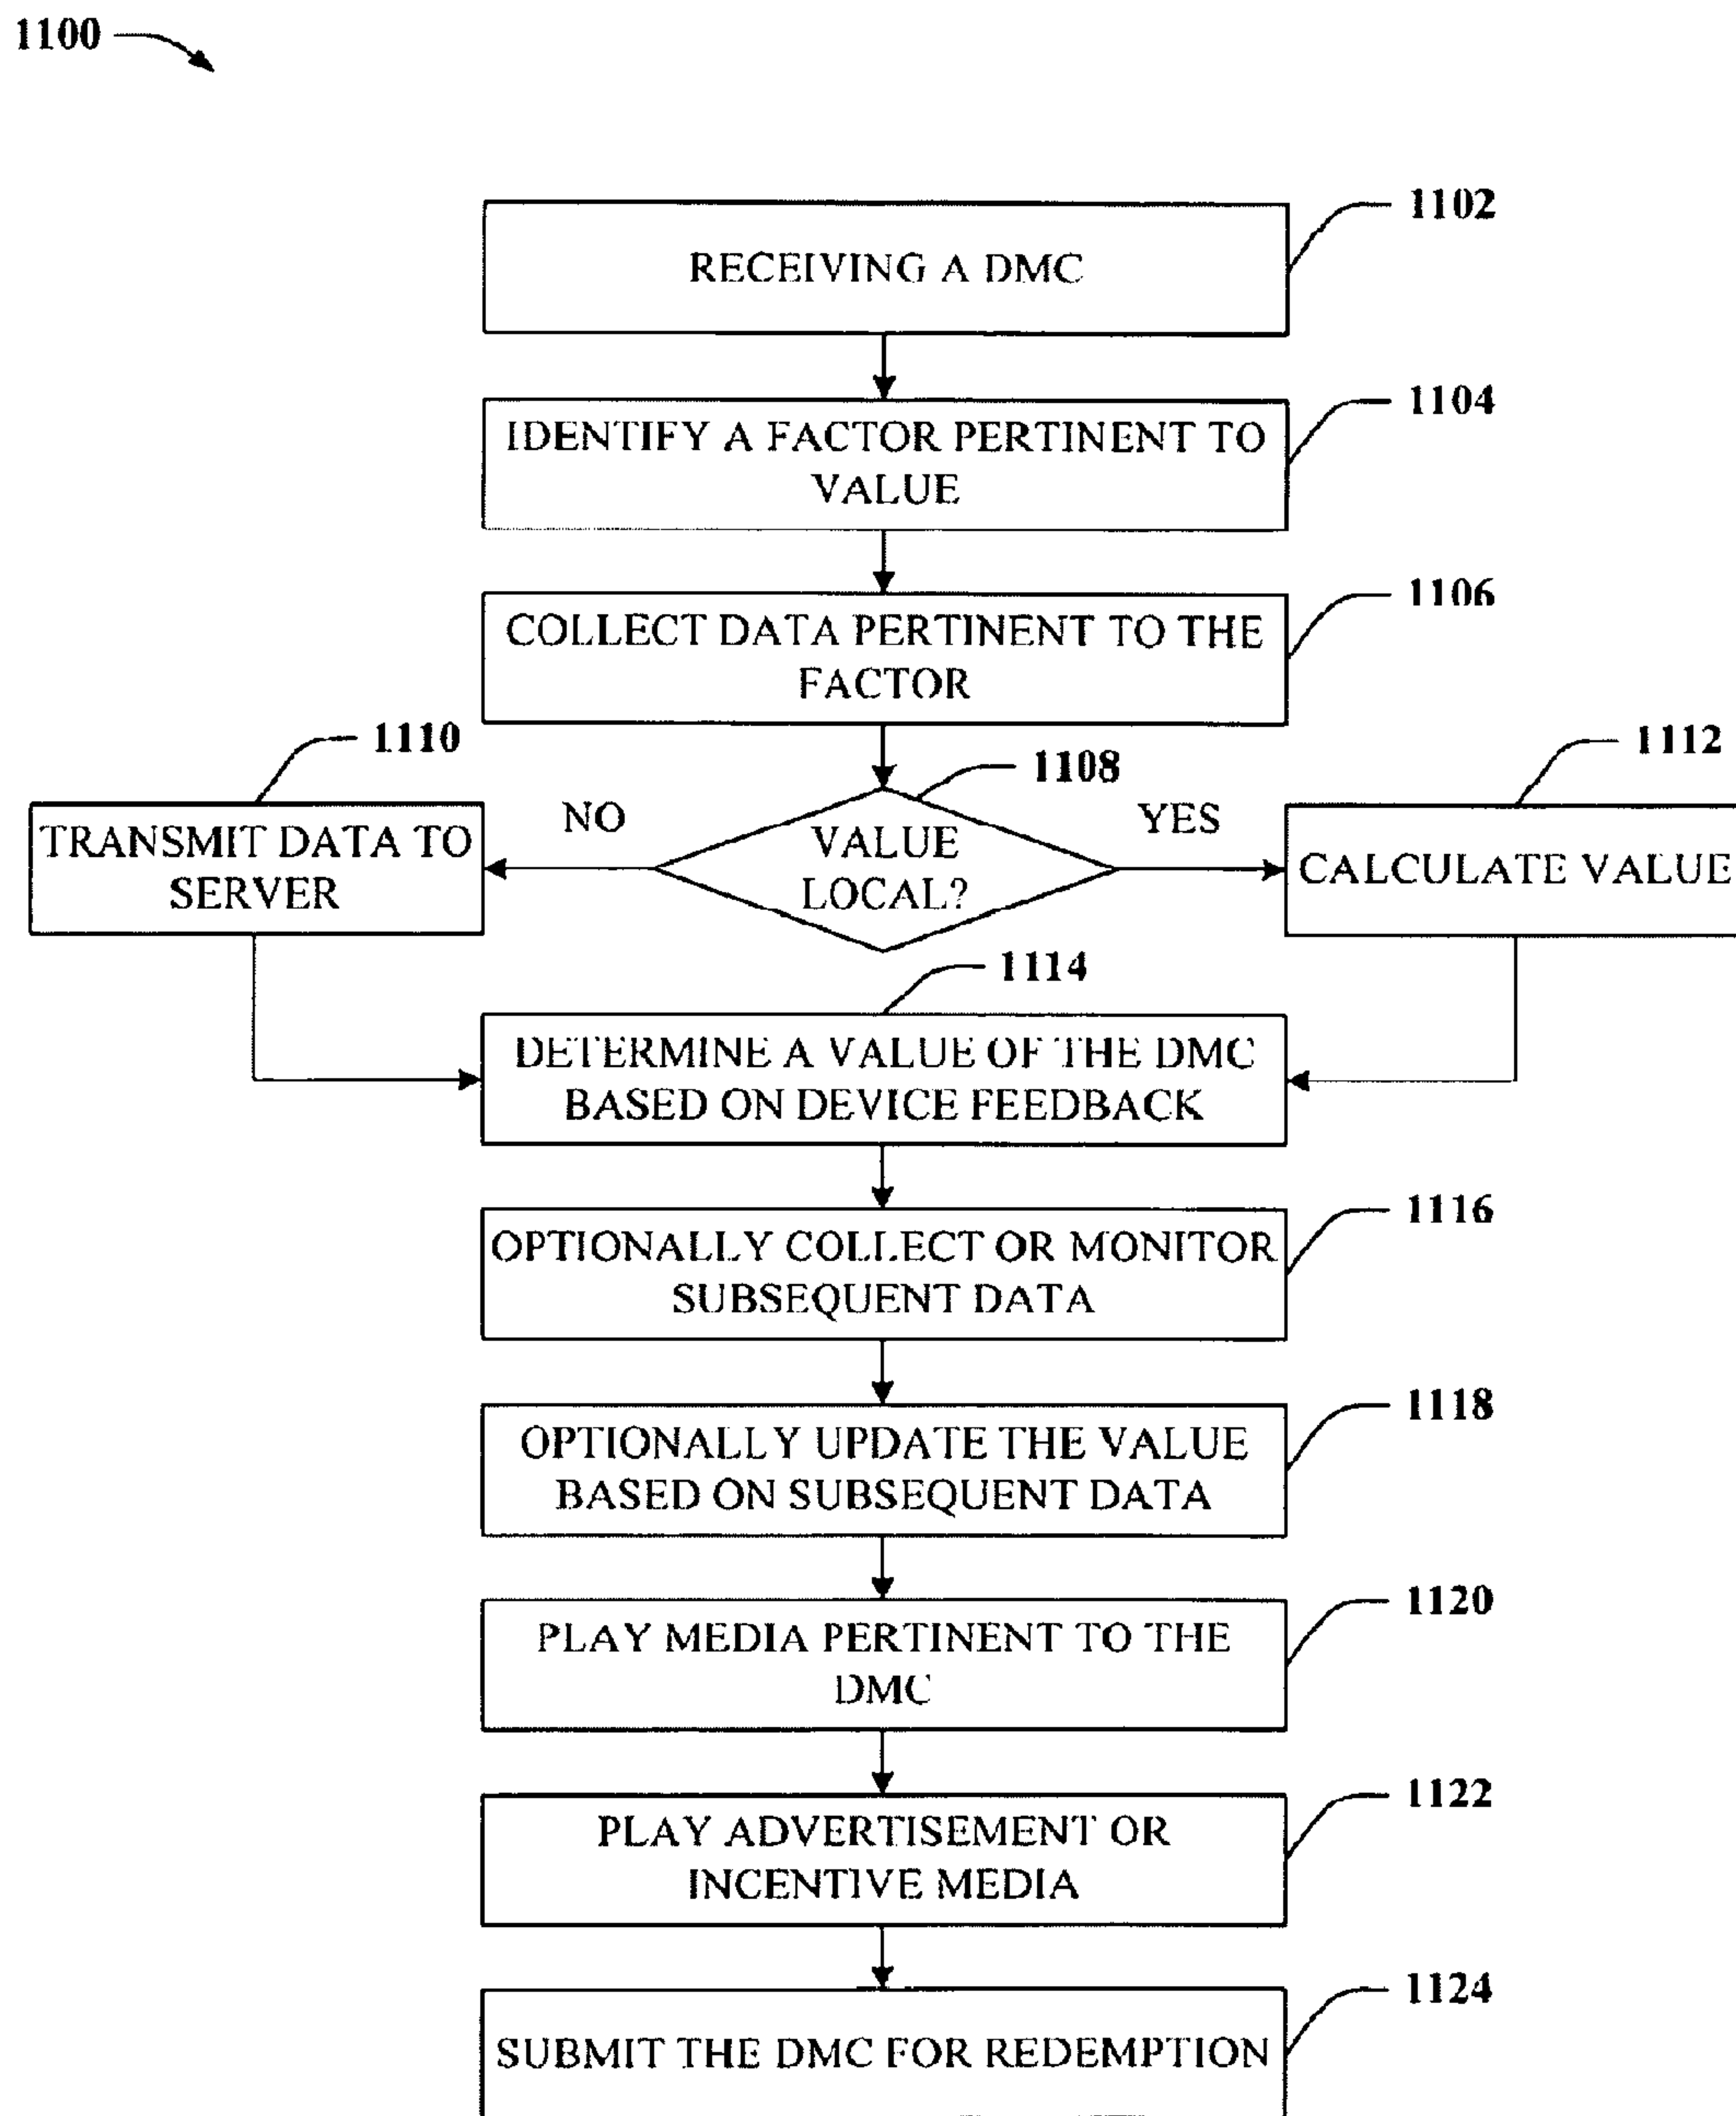 1100
1102
RECEIVING A DMC
1104
IDENTIFY A FACTOR PERTINENT TO
VALUE
1106
COLLECT DATA PERTINENT TO THE
FACTOR
1110
1108
1112
NO
YES
TRANSMIT DATA TO
SERVER
VALUE
LOCAL?
CALCULATE VALUE
1114
DETERMINE A VALUE OF THE DMC
BASED ON DEVICE FEEDBACK
1116
OPTIONALLY COLLECT OR MONITOR
SUBSEQUENT DATA
1118
OPTIONALLY UPDATE THE VALUE
BASED ON SUBSEQUENT DATA
1120
PLAY MEDIA PERTINENT TO THE
DMC
1122
PLAY ADVERTISEMENT OR
INCENTIVE MEDIA
1124
SUBMIT THE DMC FOR REDEMPTION